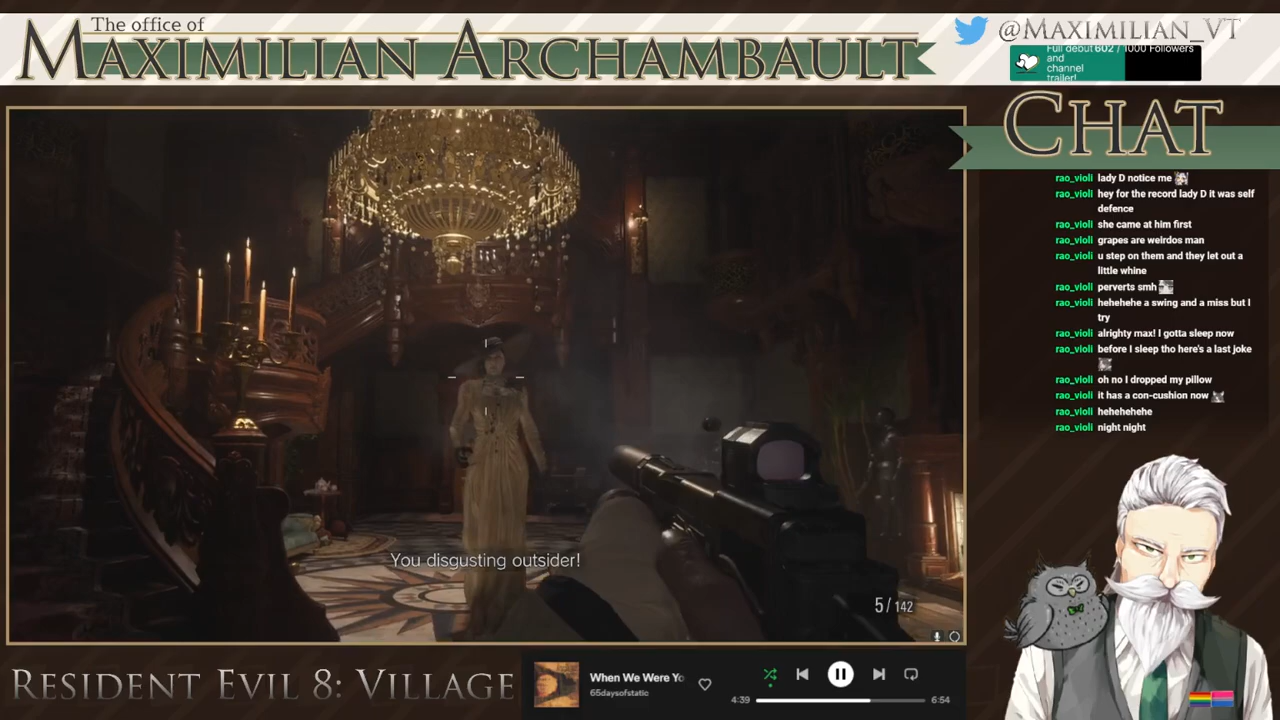 The office of
MAXIMILIAN ARCHAMBAULT
@MAXIMILIAN_VT
Full debut 602 / 1000 Followers
and
channel
trailer!
CHAT
rao_violi lady D notice me
rao_violi hey for the record lady D it was self
defence
rao_violi she came at him first
rao_violi grapes are weirdos man
rao_violi u step on them and they let out a
little whine
rao_violi perverts smh
rao_violi hehehehe a swing and a miss but I
try
rao_violi alrighty max! I gotta sleep now
rao_violi before I sleep tho here's a last joke
rao_violi oh no I dropped my pillow
rao_violi it has a con-cushion now
rao_violi hehehehehe
rao_violi night night
You disgusting outsider!
5 / 142
RESIDENT EVIL 8: VILLAGE
When We Were Yo
65daysofstatic
4:39
6:54